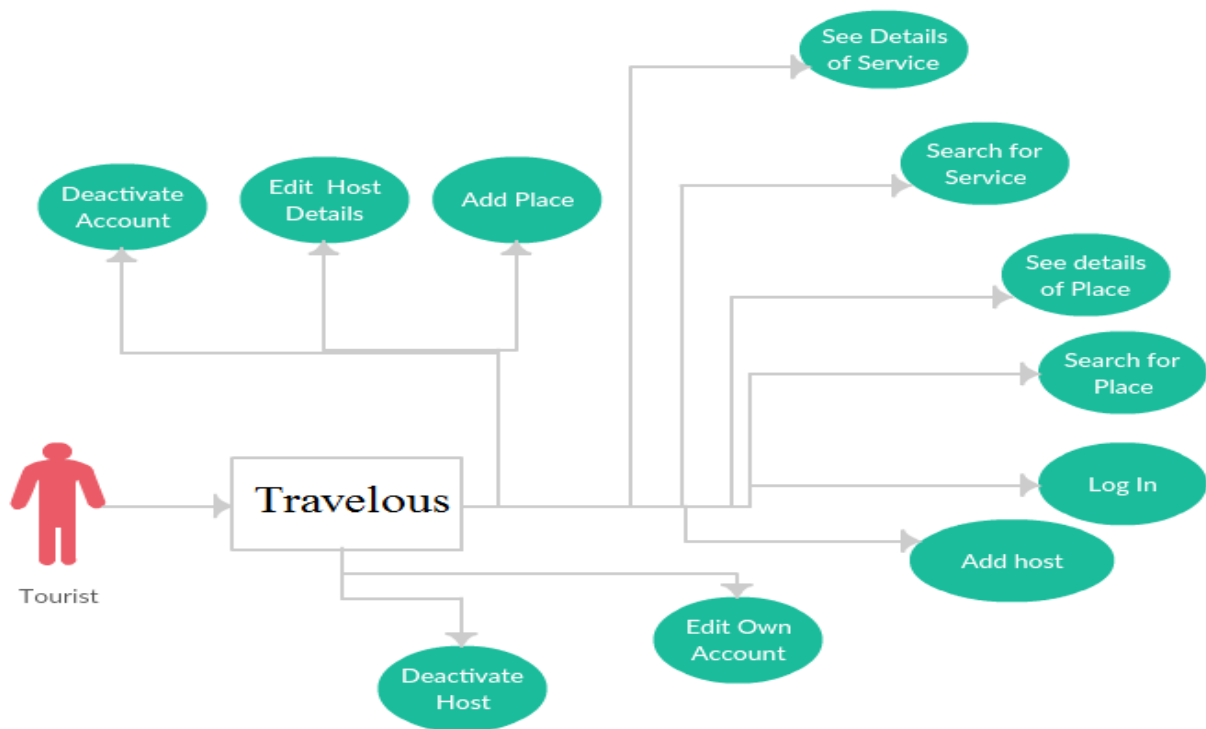 See Details
of Service
Search for
Service
Deactivate
Account
Edit Host
Details
Add Place
See details
of Place
Search for
Place
Log In
Travelous
Add host
Tourist
Edit Own
Account
Deactivate
Host